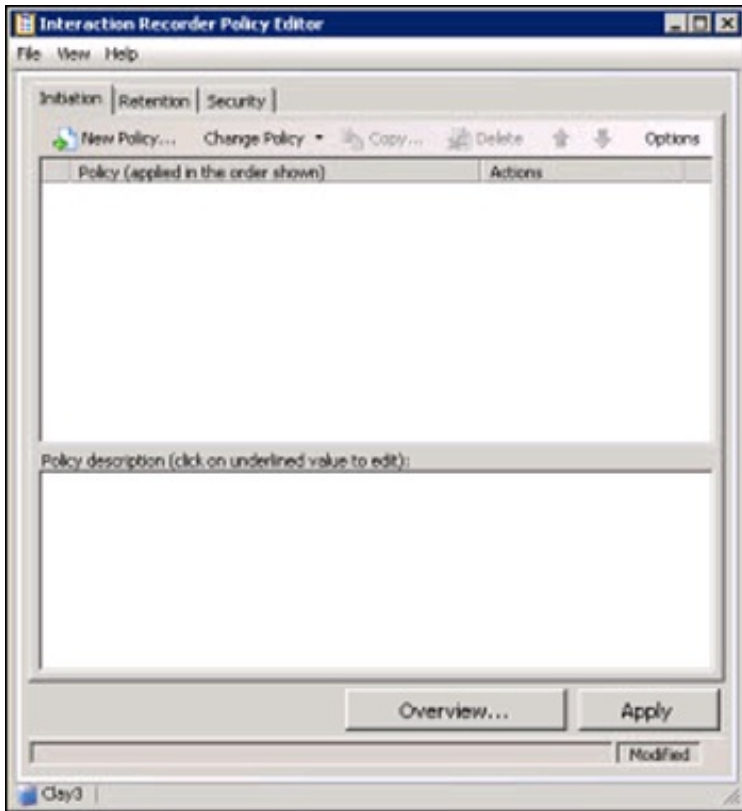 Interaction Recorder Policy Editor
File View Help
Initiation Retention Security
New Policy... Change Policy Copy... Delete Options
Policy (applied in the order shown) Actions
Policy description (click on underlined value to edit):
Overview... Apply
Modified
Clay3